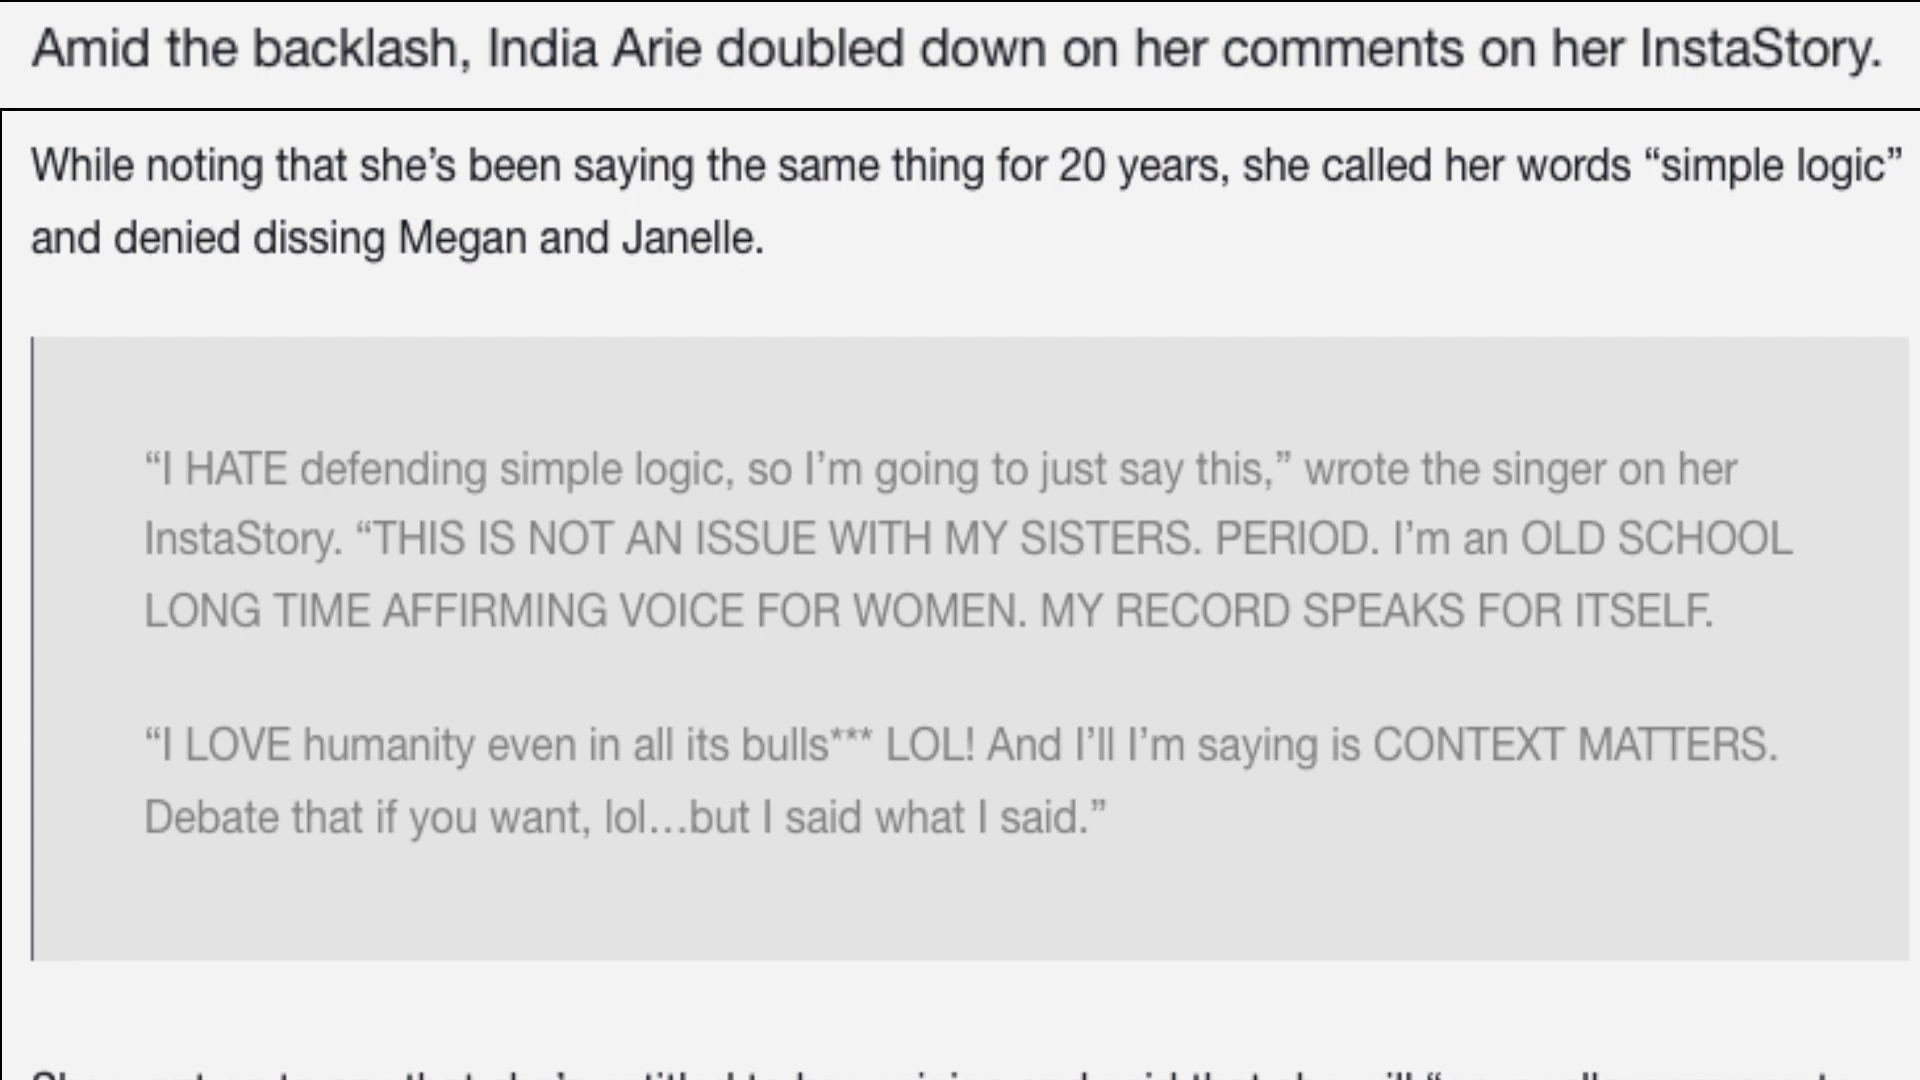 Amid the backlash, India Arie doubled down on her comments on her InstaStory.
While noting that she’s been saying the same thing for 20 years, she called her words “simple logic”
and denied dissing Megan and Janelle.
“I HATE defending simple logic, so I’m going to just say this,” wrote the singer on her
InstaStory. “THIS IS NOT AN ISSUE WITH MY SISTERS. PERIOD. I’m an OLD SCHOOL
LONG TIME AFFIRMING VOICE FOR WOMEN. MY RECORD SPEAKS FOR ITSELF.
“I LOVE humanity even in all its bulls*** LOL! And I’ll I’m saying is CONTEXT MATTERS.
Debate that if you want, lol…but I said what I said.”